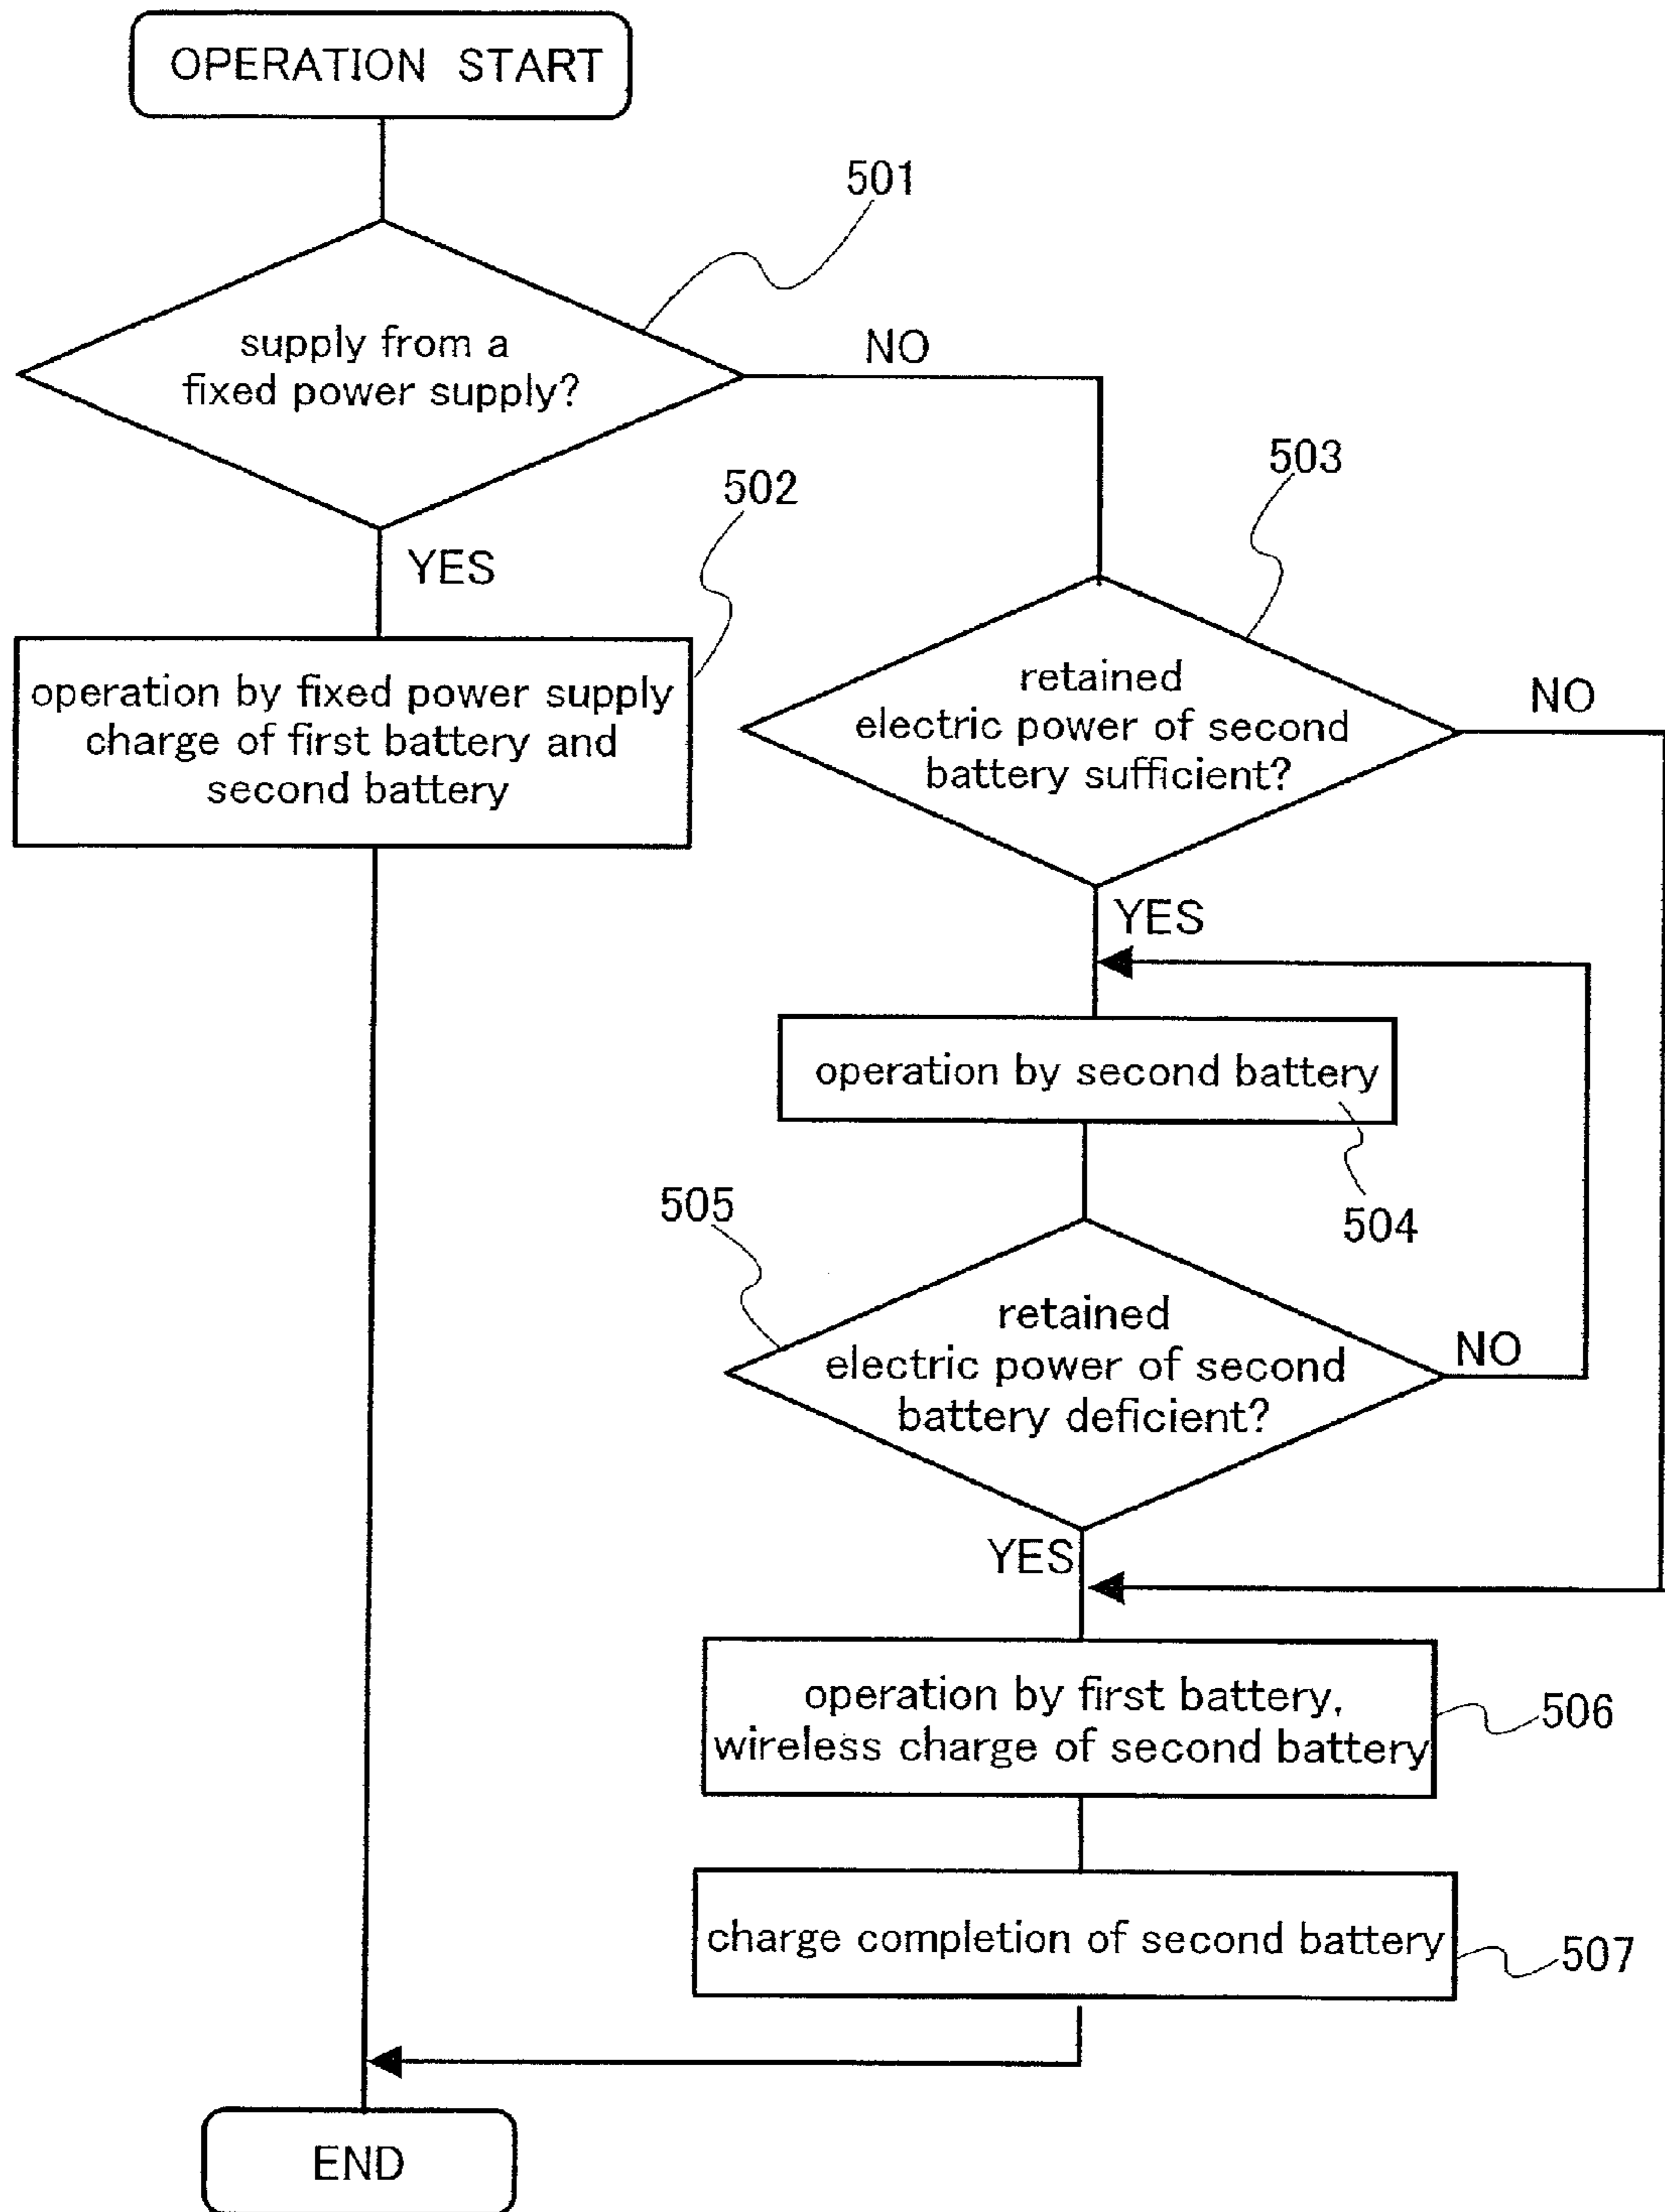 OPERATION START
501
supply from a
fixed power supply?
NO
YES
502
operation by fixed power supply
charge of first battery and
second battery
503
retained
electric power of second
battery sufficient?
NO
YES
operation by second battery
504
505
retained
electric power of second
battery deficient?
NO
YES
operation by first battery,
wireless charge of second battery
506
charge completion of second battery
507
END